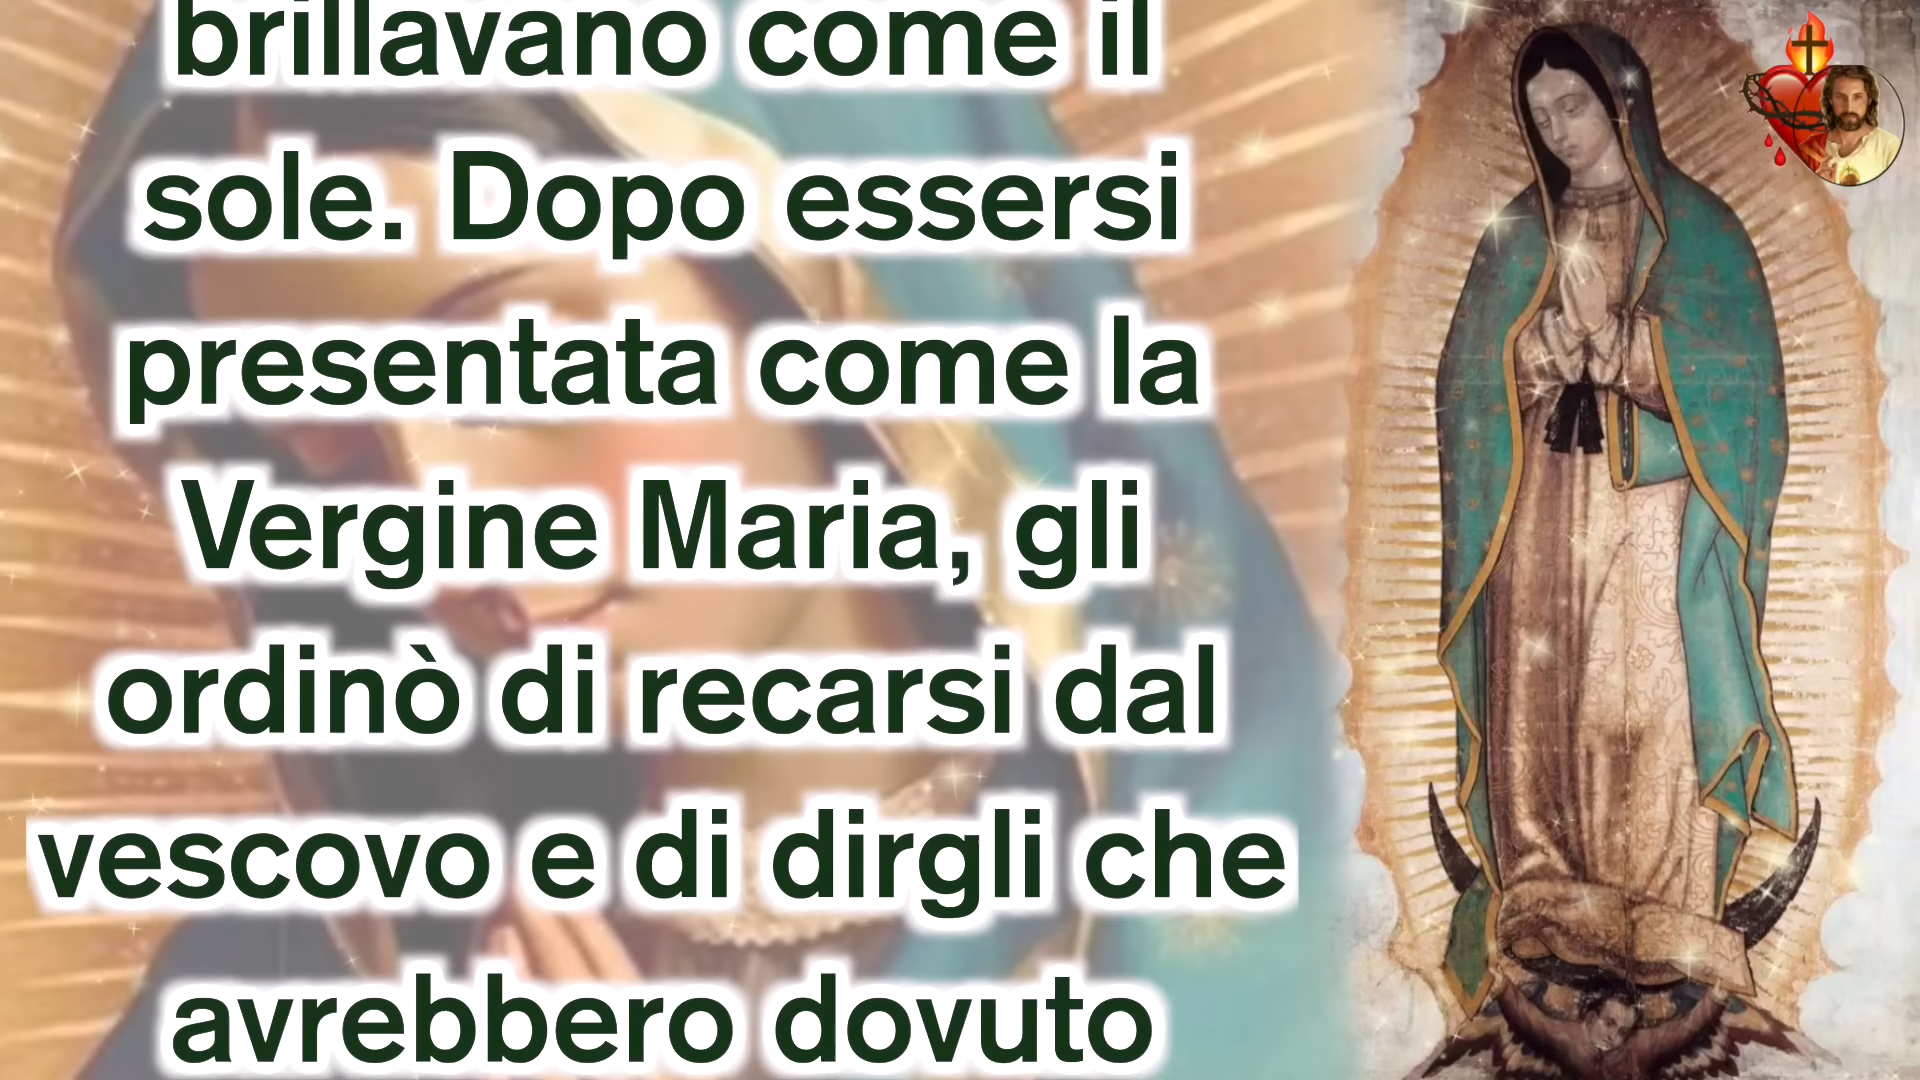 brillavano come il
sole. Dopo essersi
presentata come la
Vergine Maria, gli
ordinò di recarsi dal
vescovo e di dirgli che
avrebbero dovuto